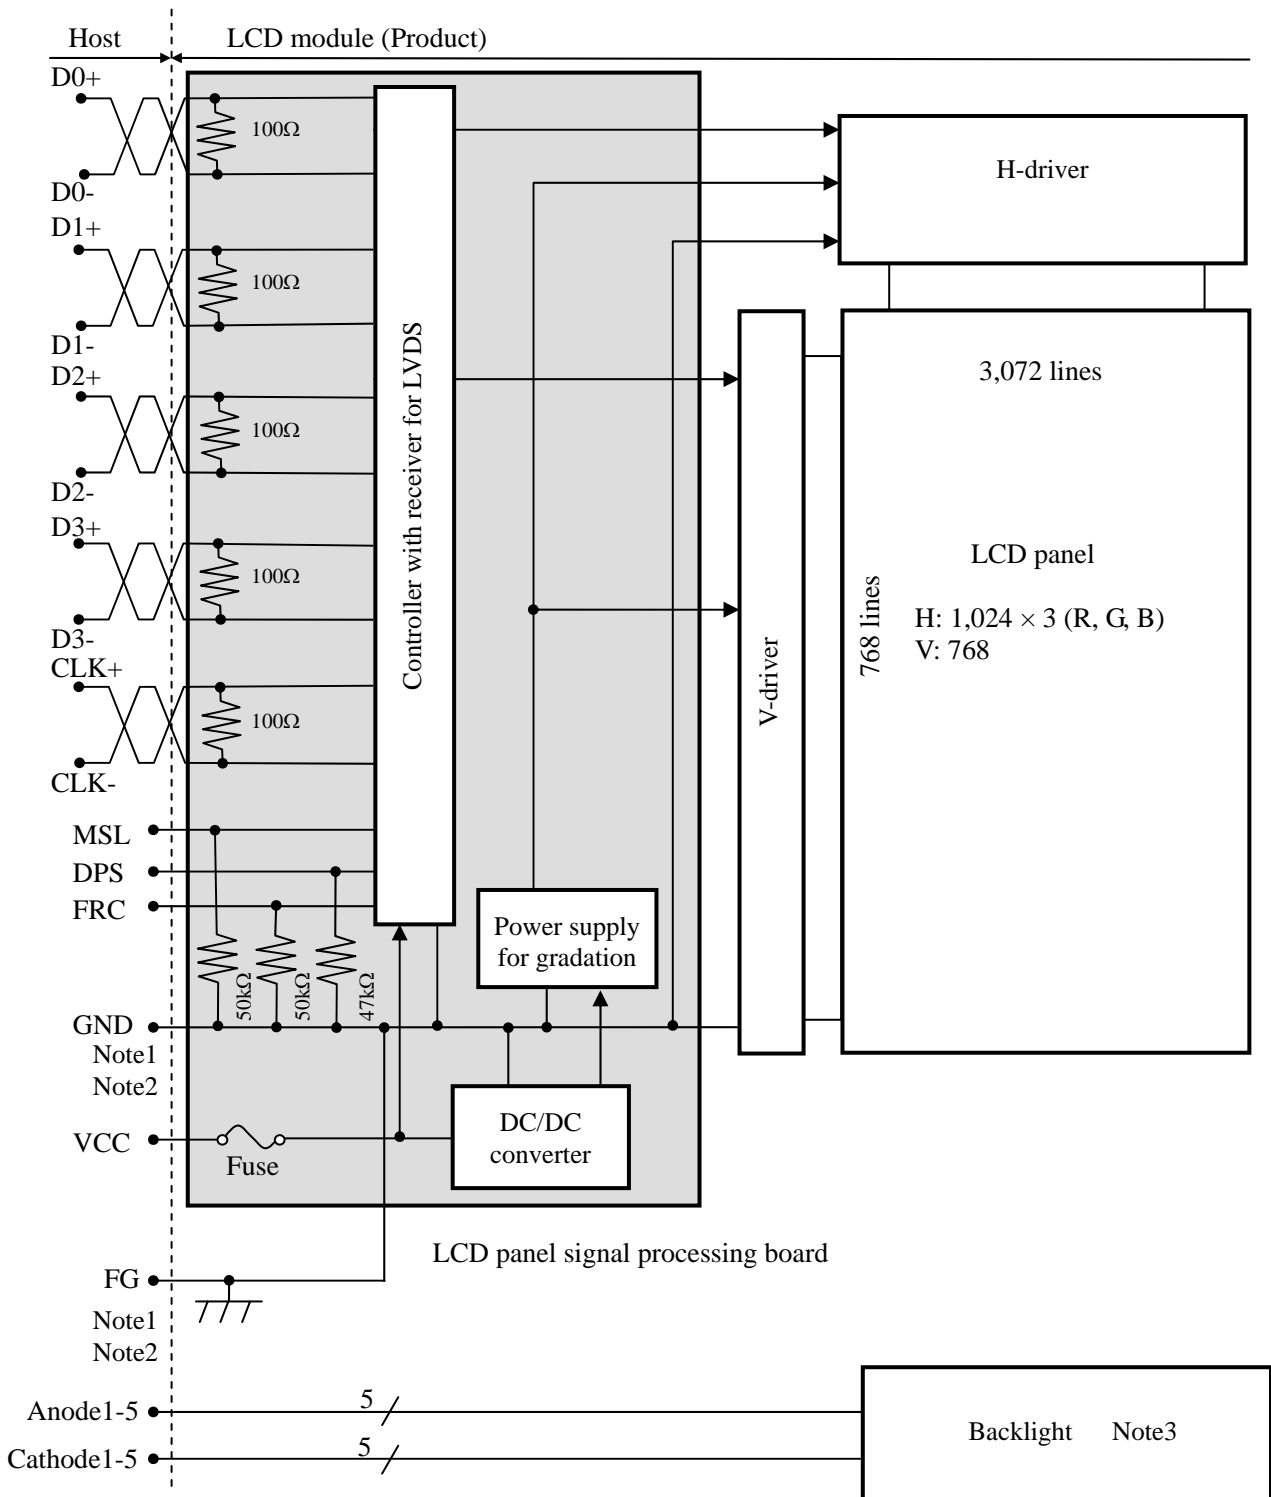 Host
LCD module (Product)
D0+
100Ω
D0-
H-driver
D1+
100Ω
D1-
D2+
100Ω
D2-
D3+
100Ω
D3-
CLK+
100Ω
CLK-
Controller with receiver for LVDS
V-driver
3,072 lines
768 lines
LCD panel
H: 1,024 × 3 (R, G, B)
V: 768
MSL
DPS
FRC
50kΩ
50kΩ
47kΩ
Power supply
for gradation
GND
Note1
Note2
VCC
Fuse
DC/DC
converter
LCD panel signal processing board
FG
Note1
Note2
Anode1-5
5
Cathode1-5
5
Backlight Note3